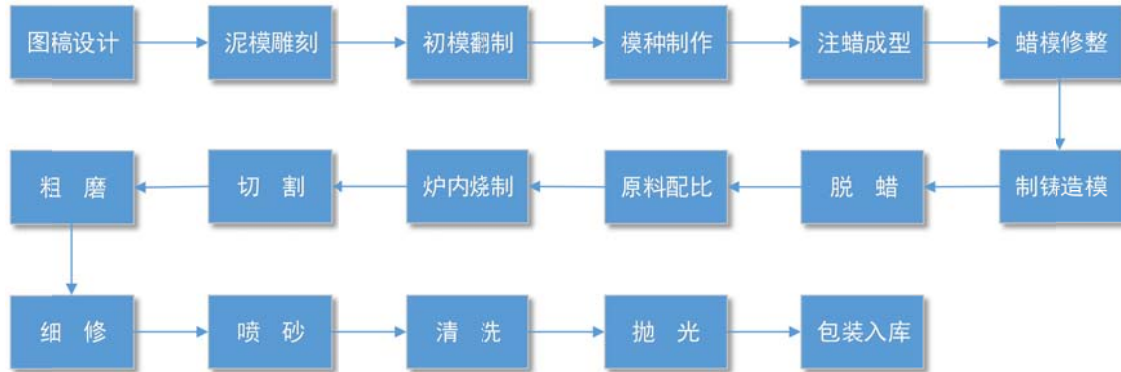 图稿设计
泥模雕刻
初模翻制
模种制作
注蜡成型
蜡模修整
制铸造模
脱 蜡
原料配比
炉内烧制
切 割
粗 磨
细 修
喷 砂
清 洗
抛 光
包装入库